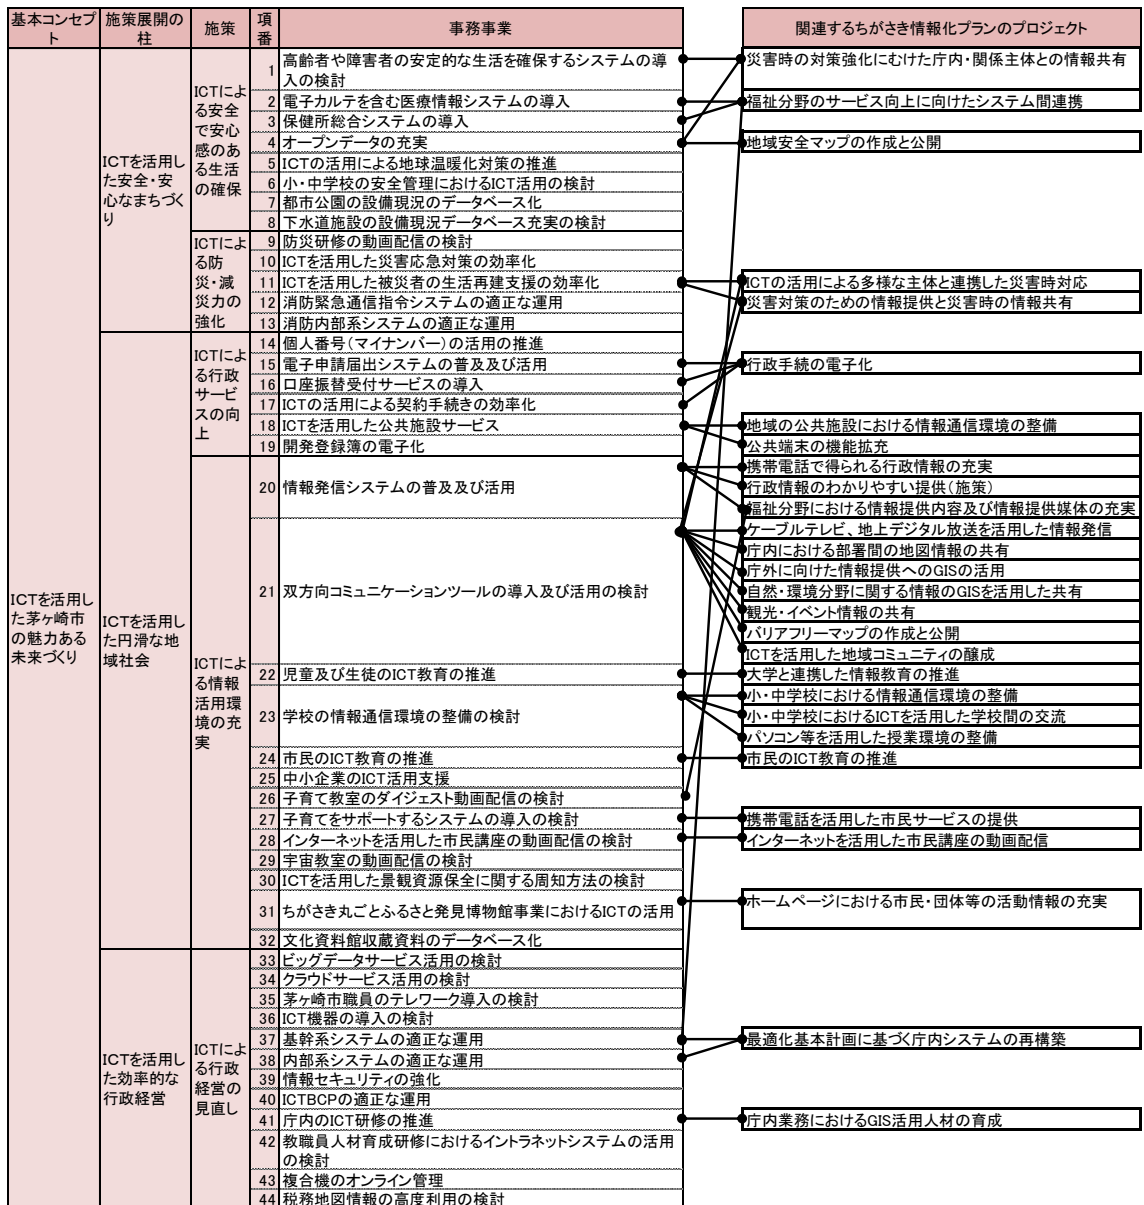 基本コンセプ
ト
施策展開の
柱
施策
項
番
事務事業
関連するちがさき情報化プランのプロジェクト
ICTを活用し
た茅ヶ崎市
の魅力ある
未来づくり
ICTを活用し
た安全・安
心なまちづく
り
ICTによ
る安全
で安心
感のあ
る生活
の確保
1 高齢者や障害者の安定的な生活を確保するシステムの導
入の検討
2 電子カルテを含む医療情報システムの導入
3 保健所総合システムの導入
4 オープンデータの充実
5 ICTの活用による地球温暖化対策の推進
6 小・中学校の安全管理におけるICT活用の検討
7 都市公園の設備現況のデータベース化
8 下水道施設の設備現況データベース充実の検討
ICTによ
る防
災・減
災力の
強化
9 防災研修の動画配信の検討
10 ICTを活用した災害応急対策の効率化
11 ICTを活用した被災者の生活再建支援の効率化
12 消防緊急通信指令システムの適正な運用
13 消防内部系システムの適正な運用
ICTを活用し
た円滑な地
域社会
ICTによ
る行政
サービ
スの向
上
14 個人番号（マイナンバー）の活用の推進
15 電子申請届出システムの普及及び活用
16 口座振替受付サービスの導入
17 ICTの活用による契約手続きの効率化
18 ICTを活用した公共施設サービス
19 開発登録簿の電子化
ICTによ
る情報
活用環
境の充
実
20 情報発信システムの普及及び活用
21 双方向コミュニケーションツールの導入及び活用の検討
22 児童及び生徒のICT教育の推進
23 学校の情報通信環境の整備の検討
24 市民のICT教育の推進
25 中小企業のICT活用支援
26 子育て教室のダイジェスト動画配信の検討
27 子育てをサポートするシステムの導入の検討
28 インターネットを活用した市民講座の動画配信の検討
29 宇宙教室の動画配信の検討
30 ICTを活用した景観資源保全に関する周知方法の検討
31 ちがさき丸ごとふるさと発見博物館事業におけるICTの活用
32 文化資料館収蔵資料のデータベース化
ICTを活用し
た効率的な
行政経営
ICTによ
る行政
経営の
見直し
33 ビッグデータサービス活用の検討
34 クラウドサービス活用の検討
35 茅ヶ崎市職員のテレワーク導入の検討
36 ICT機器の導入の検討
37 基幹系システムの適正な運用
38 内部系システムの適正な運用
39 情報セキュリティの強化
40 ICTBCPの適正な運用
41 庁内のICT研修の推進
42 教職員人材育成研修におけるイントラネットシステムの活用
の検討
43 複合機のオンライン管理
44 税務地図情報の高度利用の検討
災害時の対策強化にむけた庁内・関係主体との情報共有
福祉分野のサービス向上に向けたシステム間連携
地域安全マップの作成と公開
ICTの活用による多様な主体と連携した災害時対応
災害対策のための情報提供と災害時の情報共有
行政手続の電子化
地域の公共施設における情報通信環境の整備
公共端末の機能拡充
携帯電話で得られる行政情報の充実
行政情報のわかりやすい提供（施策）
福祉分野における情報提供内容及び情報提供媒体の充実
ケーブルテレビ、地上デジタル放送を活用した情報発信
庁内における部署間の地図情報の共有
庁外に向けた情報提供へのGISの活用
自然・環境分野に関する情報のGISを活用した共有
観光・イベント情報の共有
バリアフリーマップの作成と公開
ICTを活用した地域コミュニティの醸成
大学と連携した情報教育の推進
小・中学校における情報通信環境の整備
小・中学校におけるICTを活用した学校間の交流
パソコン等を活用した授業環境の整備
市民のICT教育の推進
携帯電話を活用した市民サービスの提供
インターネットを活用した市民講座の動画配信
ホームページにおける市民・団体等の活動情報の充実
最適化基本計画に基づく庁内システムの再構築
庁内業務におけるGIS活用人材の育成